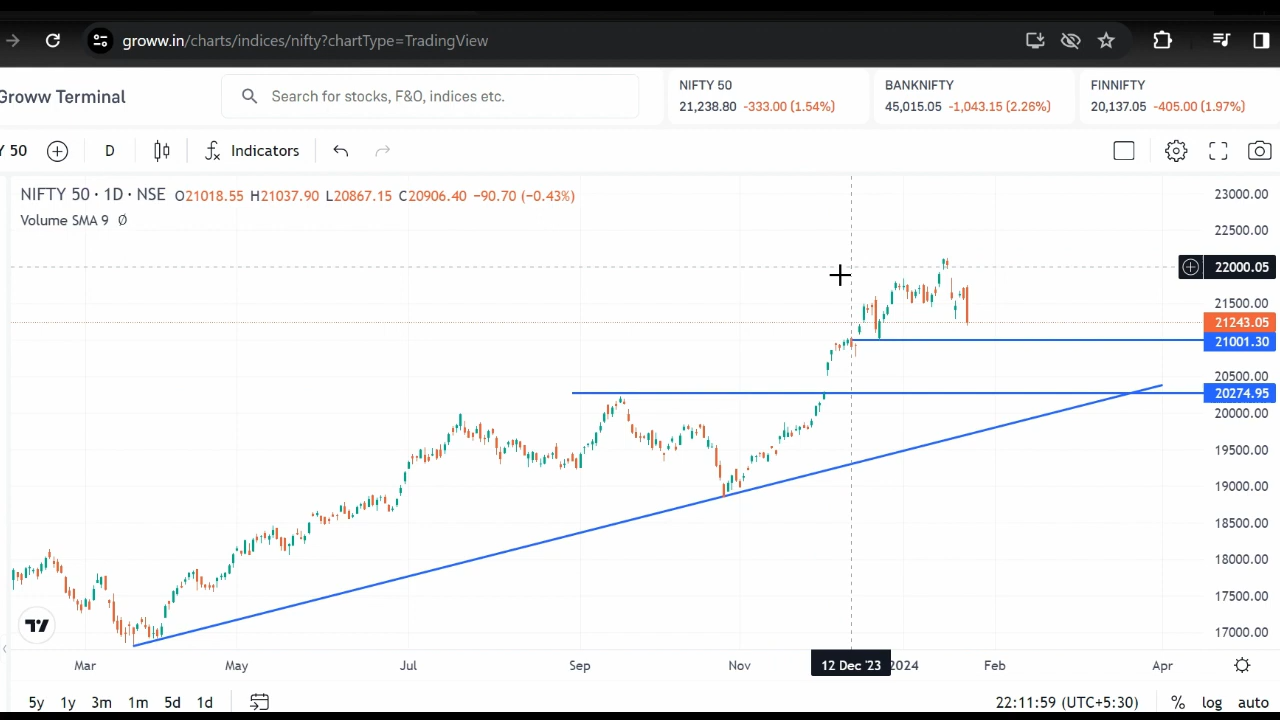 groww.in/charts/indices/nifty?chartType=TradingView
Groww Terminal
Search for stocks, F&O, indices etc.
NIFTY 50
21,238.80 -333.00 (1.54%)
BANKNIFTY
45,015.05 -1,043.15 (2.26%)
FINNIFTY
20,137.05 -405.00 (1.97%)
Y 50
D
Indicators
NIFTY 50 · 1D · NSE O21018.55 H21037.90 L20867.15 C20906.40 −90.70 (−0.43%)
Volume SMA 9 Ø
23000.00
22500.00
22000.05
21500.00
21243.05
21001.30
20500.00
20274.95
20000.00
19500.00
19000.00
18500.00
18000.00
17500.00
17000.00
Mar May Jul Sep Nov 12 Dec '23 2024 Feb Apr
5y 1y 3m 1m 5d 1d 22:11:59 (UTC+5:30) % log auto